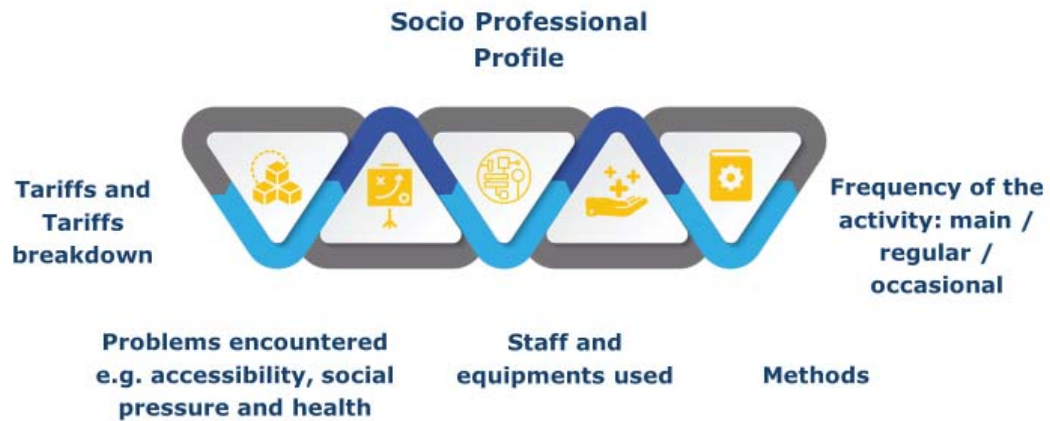 Socio Professional
Profile
Tariffs and
Tariffs
breakdown
Frequency of the
activity: main /
regular /
occasional
Problems encountered
e.g. accessibility, social
pressure and health
Staff and
equipments used
Methods